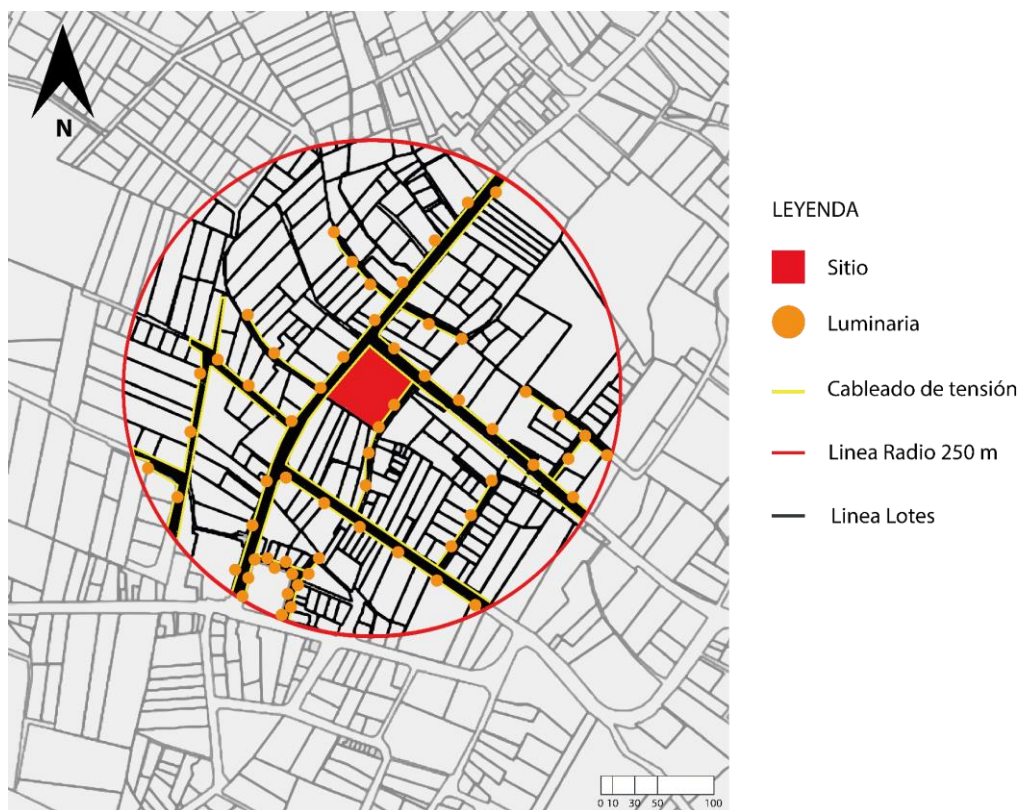 N
LEYENDA
Sitio
Luminaria
Cableado de tensión
Linea Radio 250 m
Linea Lotes
0 10 30 50 100